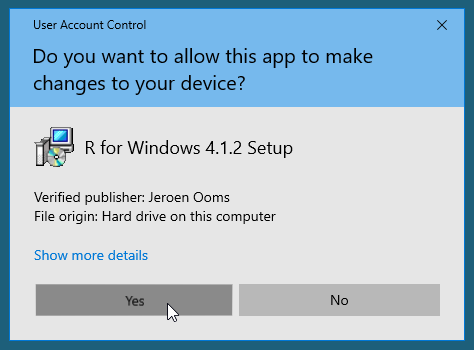 User Account Control
Do you want to allow this app to make
changes to your device?
R for Windows 4.1.2 Setup
Verified publisher: Jeroen Ooms
File origin: Hard drive on this computer
Show more details
Yes
No